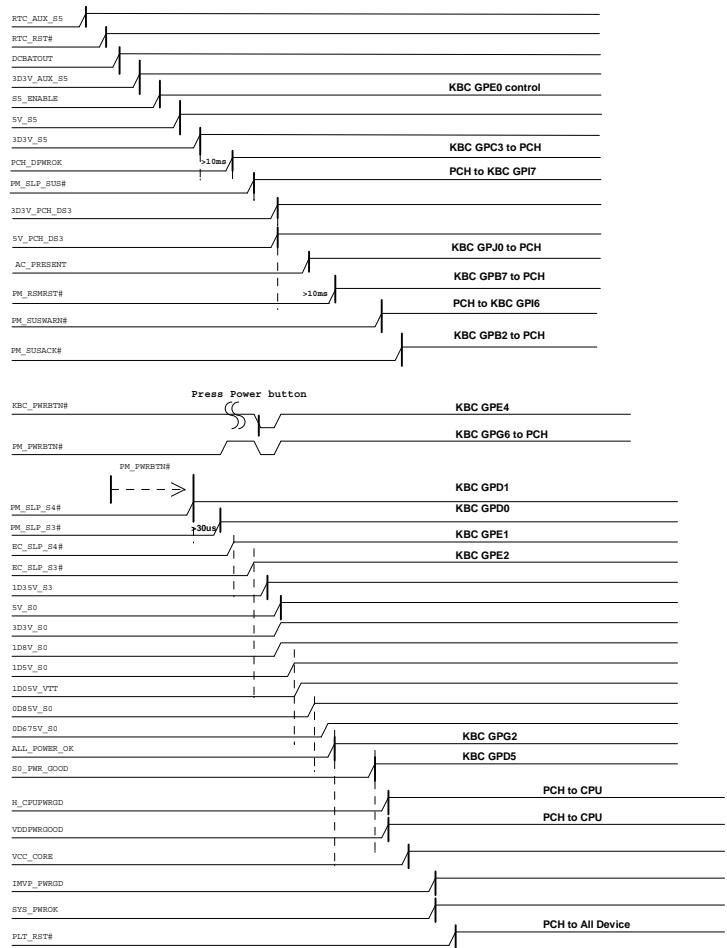 RTC_AUX_S5
RTC_RST#
DCBATOUT
3D3V_AUX_S5
KBC GPE0 control
S5_ENABLE
5V_S5
3D3V_S5
KBC GPC3 to PCH
PCH_DPWROK
>10ms
PCH to KBC GPI7
PM_SLP_SUS#
3D3V_PCH_DS3
5V_PCH_DS3
KBC GPJ0 to PCH
AC_PRESENT
KBC GPB7 to PCH
PM_RSMRST#
>10ms
PCH to KBC GPI6
PM_SUSWARN#
KBC GPB2 to PCH
PM_SUSACK#
Press Power button
KBC_PWRBTN#
KBC GPE4
KBC GPG6 to PCH
PM_PWRBTN#
PM_PWRBTN#
KBC GPD1
PM_SLP_S4#
KBC GPD0
PM_SLP_S3#
>30us
KBC GPE1
EC_SLP_S4#
KBC GPE2
EC_SLP_S3#
1D35V_S3
5V_S0
3D3V_S0
1D8V_S0
1D5V_S0
1D05V_VTT
0D85V_S0
0D675V_S0
KBC GPG2
ALL_POWER_OK
KBC GPD5
S0_PWR_GOOD
PCH to CPU
H_CPUPWRGD
PCH to CPU
VDDPWRGOOD
VCC_CORE
IMVP_PWRGD
SYS_PWROK
PCH to All Device
PLT_RST#